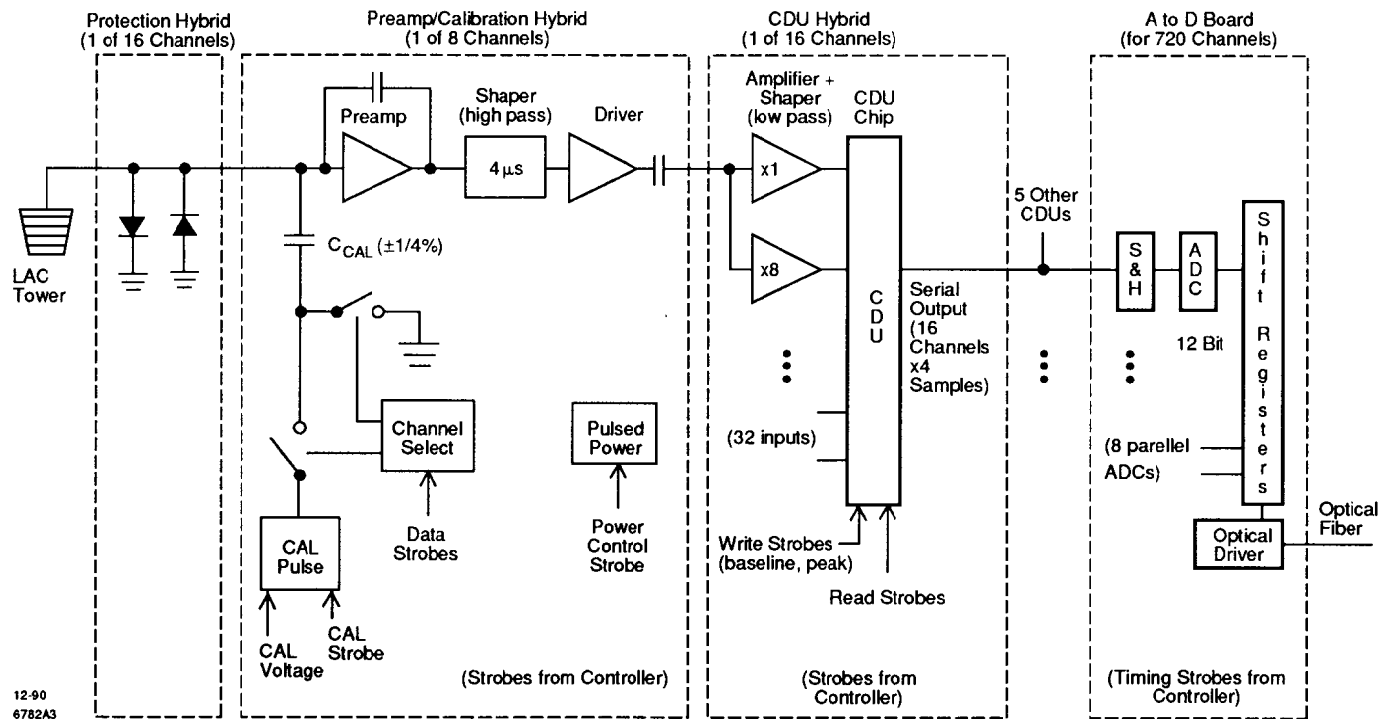 Protection Hybrid
(1 of 16 Channels)
Preamp/Calibration Hybrid
(1 of 8 Channels)
CDU Hybrid
(1 of 16 Channels)
A to D Board
(for 720 Channels)
Preamp
Shaper
(high pass)
4 μs
Driver
Amplifier +
Shaper
(low pass)
CDU
Chip
x1
x8
CDU
(32 inputs)
LAC
Tower
C CAL (±1/4%)
Channel
Select
Data
Strobes
Pulsed
Power
Power
Control
Strobe
CAL
Pulse
CAL
Voltage
CAL
Strobe
(Strobes from Controller)
Write Strobes
(baseline, peak)
Read Strobes
(Strobes from
Controller)
Serial
Output
(16
Channels
x4
Samples)
5 Other
CDUs
S&H
ADC
12 Bit
Shift Registers
(8 parellel
ADCs)
Optical
Driver
Optical
Fiber
(Timing Strobes from
Controller)
12-90
6782A3